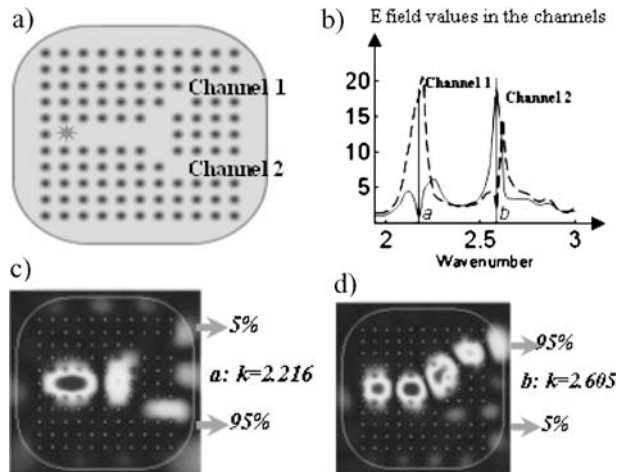 a)
Channel 1
Channel 2
b)
E field values in the channels
20
15
10
5
Channel 1
Channel 2
a
b
2
2.5
3
Wavenumber
c)
5%
a: k=2.216
95%
d)
95%
b: k=2.605
5%